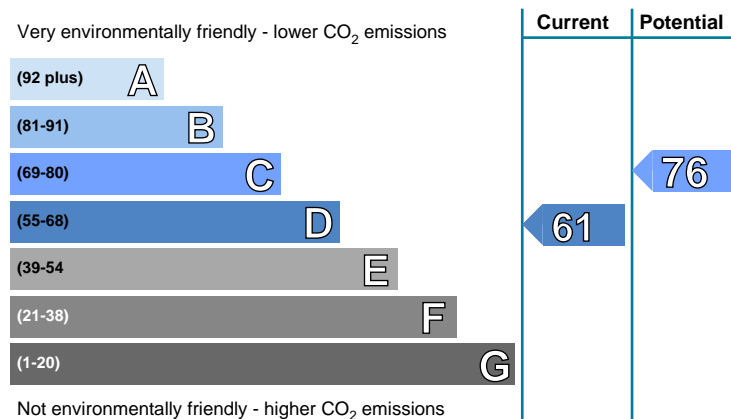 Current Potential
Very environmentally friendly - lower CO₂ emissions
(92 plus) A
(81-91) B
(69-80) C
76
(55-68) D
61
(39-54 E
(21-38) F
(1-20) G
Not environmentally friendly - higher CO₂ emissions